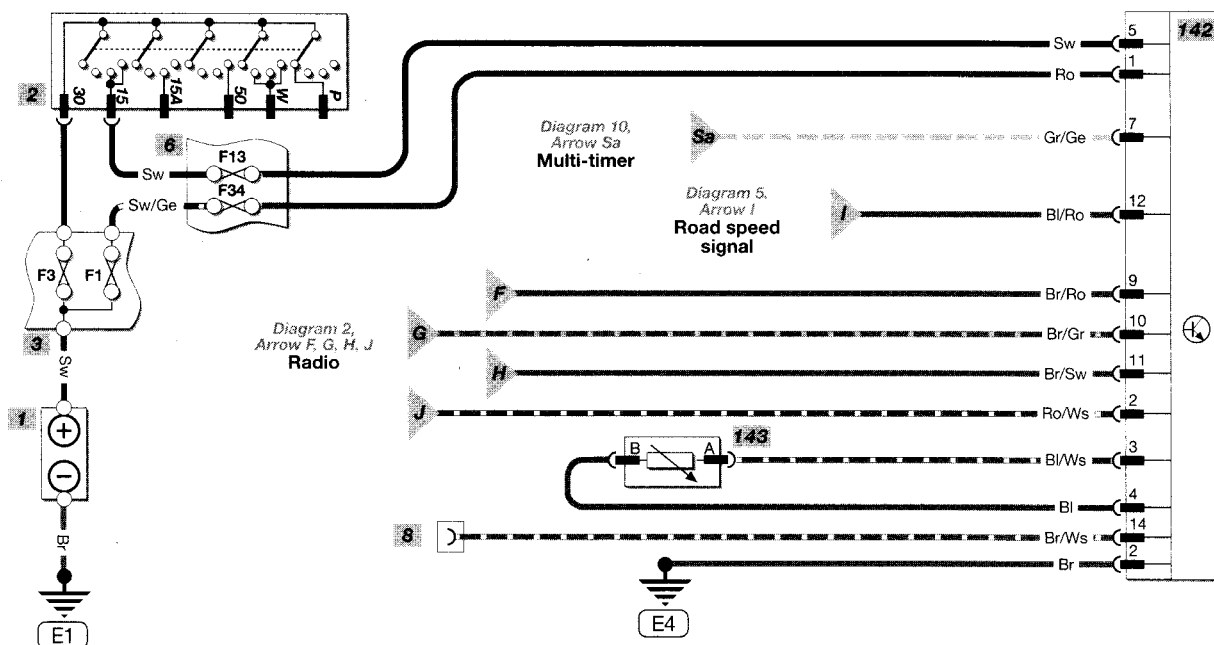 142
5
Sw
1
Ro
2
30
15
15A
50
W
P
6
F13
Sw
F34
Sw/Ge
Diagram 10,
Arrow Sa
Multi-timer
Sa
7
Gr/Ge
Diagram 5.
Arrow I
Road speed
signal
I
12
Bl/Ro
F3
F1
3
Sw
F
9
Br/Ro
Diagram 2,
Arrow F, G, H, J
Radio
G
10
Br/Gr
H
11
Br/Sw
J
2
Ro/Ws
1
+
−
Br
E1
B
A
143
3
Bl/Ws
4
Bl
8
14
Br/Ws
2
Br
E4